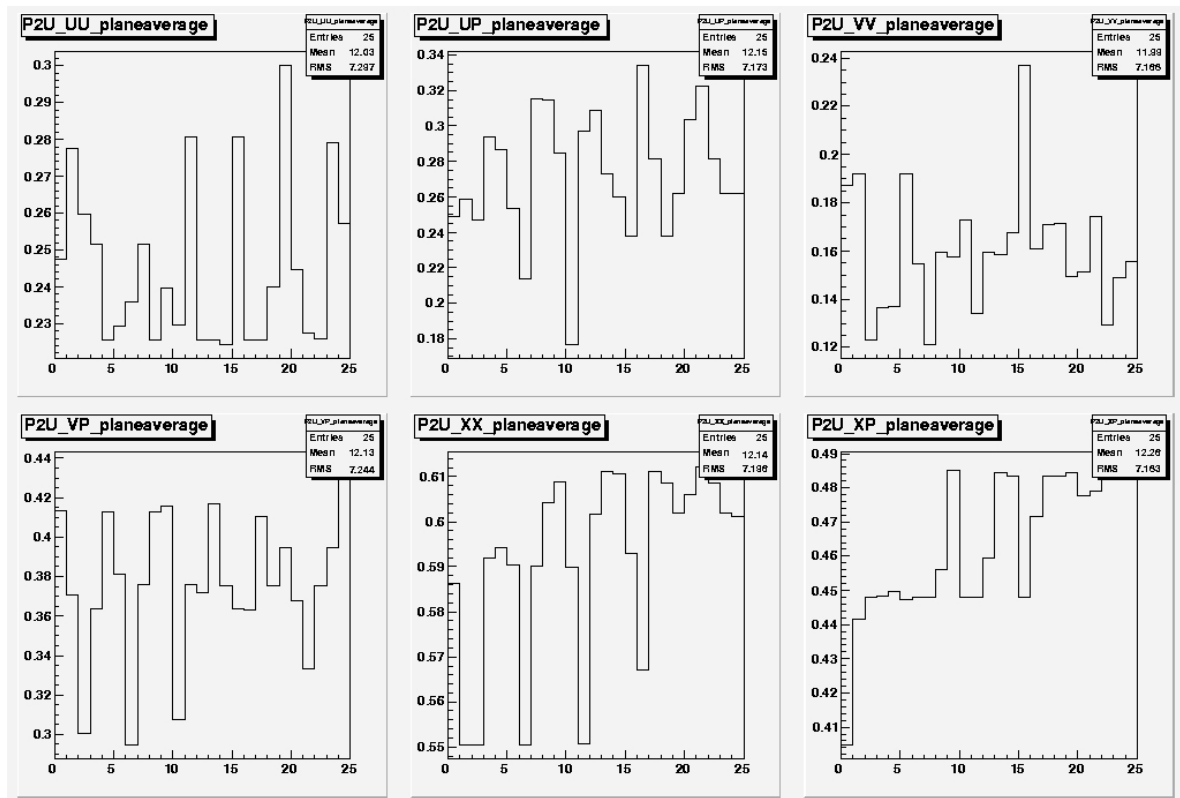 P2U_UU_planeaverage
P2U_UU_planeaverage
Entries 25
Mean 12.03
RMS 7.297
0.3
0.29
0.28
0.27
0.26
0.25
0.24
0.23
0 5 10 15 20 25
P2U_UP_planeaverage
P2U_UP_planeaverage
Entries 25
Mean 12.15
RMS 7.173
0.34
0.32
0.3
0.28
0.26
0.24
0.22
0.2
0.18
0 5 10 15 20 25
P2U_VV_planeaverage
P2U_VV_planeaverage
Entries 25
Mean 11.99
RMS 7.166
0.24
0.22
0.2
0.18
0.16
0.14
0.12
0 5 10 15 20 25
P2U_VP_planeaverage
P2U_VP_planeaverage
Entries 25
Mean 12.13
RMS 7.244
0.44
0.42
0.4
0.38
0.36
0.34
0.32
0.3
0 5 10 15 20 25
P2U_XX_planeaverage
P2U_XX_planeaverage
Entries 25
Mean 12.14
RMS 7.196
0.61
0.6
0.59
0.58
0.57
0.56
0.55
0 5 10 15 20 25
P2U_XP_planeaverage
P2U_XP_planeaverage
Entries 25
Mean 12.26
RMS 7.163
0.49
0.48
0.47
0.46
0.45
0.44
0.43
0.42
0.41
0 5 10 15 20 25